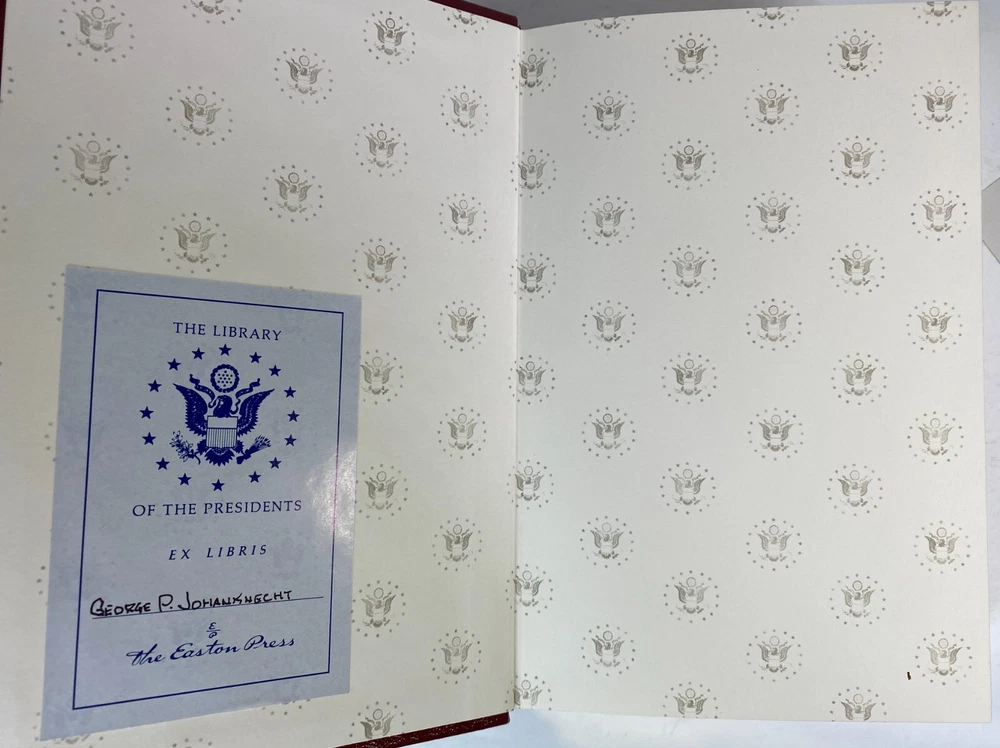 THE LIBRARY
OF THE PRESIDENTS
EX LIBRIS
GEORGE P. JOHANKNECHT
E/P
the Easton Press